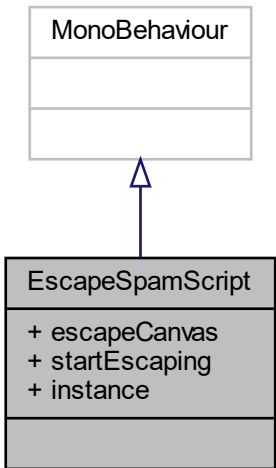 MonoBehaviour
EscapeSpamScript
+ escapeCanvas
+ startEscaping
+ instance